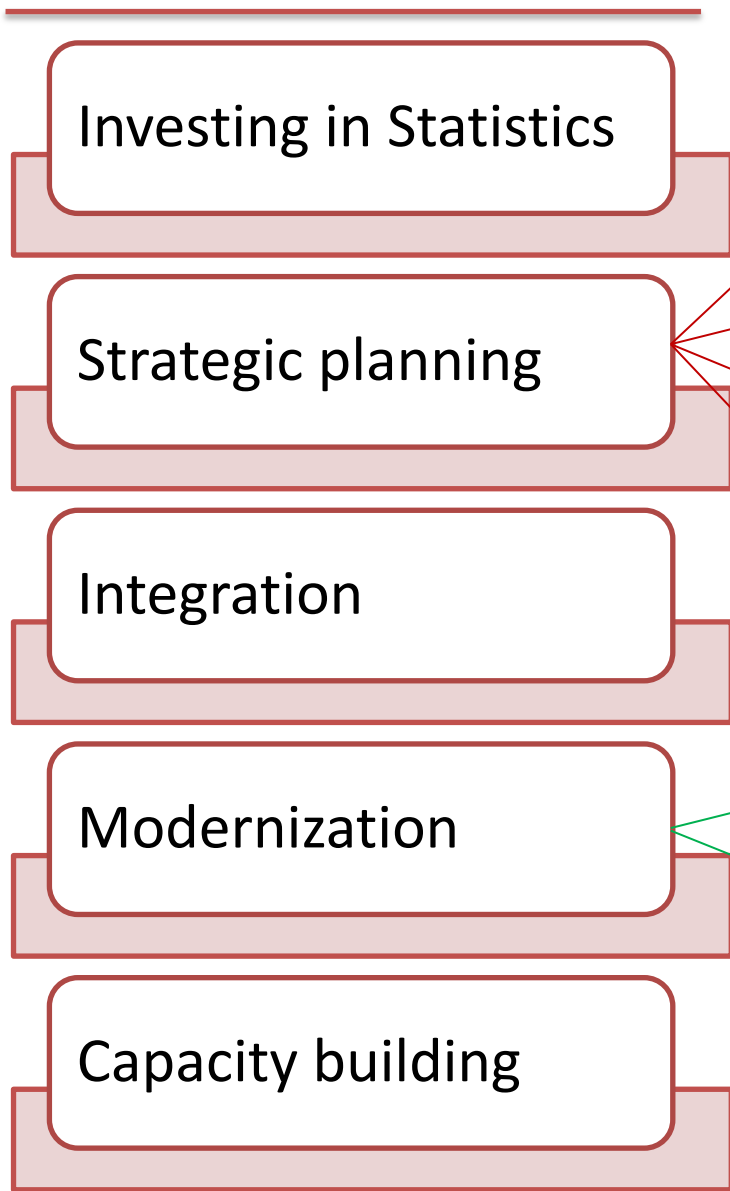 Investing in Statistics
Strategic planning
Integration
Modernization
Capacity building